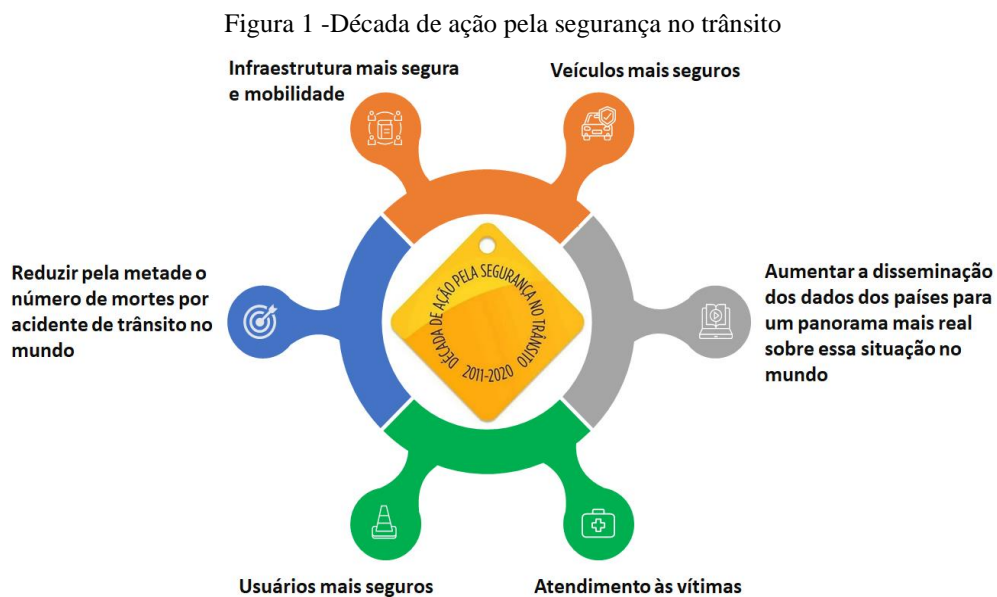 Figura 1 -Década de ação pela segurança no trânsito
Infraestrutura mais segura
e mobilidade
Veículos mais seguros
Reduzir pela metade o
número de mortes por
acidente de trânsito no
mundo
DÉCADA DE AÇÃO PELA SEGURANÇA NO TRÂNSITO
2011-2020
Aumentar a disseminação
dos dados dos países para
um panorama mais real
sobre essa situação no
mundo
Usuários mais seguros
Atendimento às vítimas